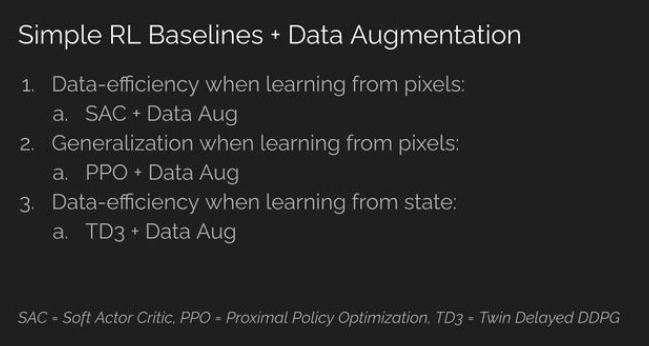 Simple RL Baselines + Data Augmentation
1. Data-efficiency when learning from pixels:
a. SAC + Data Aug
2. Generalization when learning from pixels:
a. PPO + Data Aug
3. Data-efficiency when learning from state:
a. TD3 + Data Aug
SAC = Soft Actor Critic, PPO = Proximal Policy Optimization, TD3 = Twin Delayed DDPG